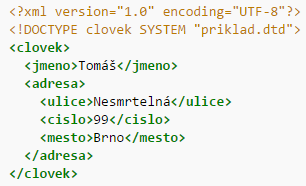 <?xml version="1.0" encoding="UTF-8"?>
<!DOCTYPE clovek SYSTEM "priklad.dtd">
<clovek>
<jmeno>Tomáš</jmeno>
<adresa>
<ulice>Nesmrtelná</ulice>
<cislo>99</cislo>
<mesto>Brno</mesto>
</adresa>
</clovek>